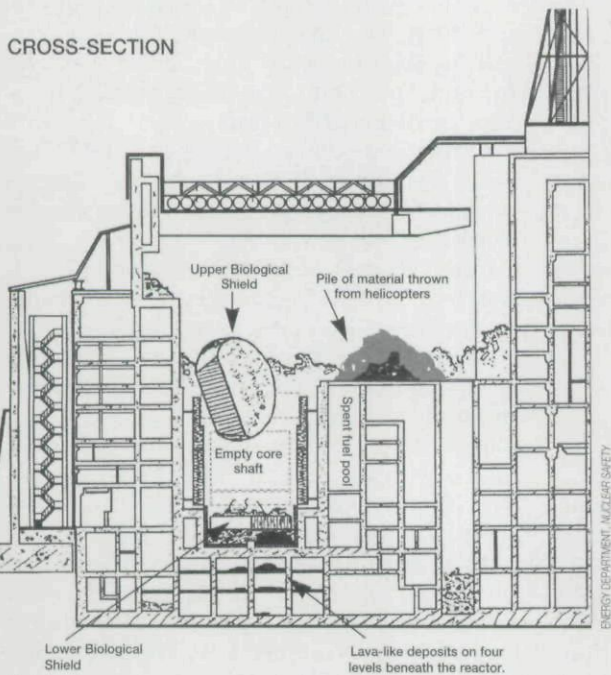 CROSS-SECTION
Upper Biological
Shield
Pile of material thrown
from helicopters
Empty core
shaft
Spent fuel pool
Lower Biological
Shield
Lava-like deposits on four
levels beneath the reactor.
ENERGY DEPARTMENT, NUCLEAR SAFETY